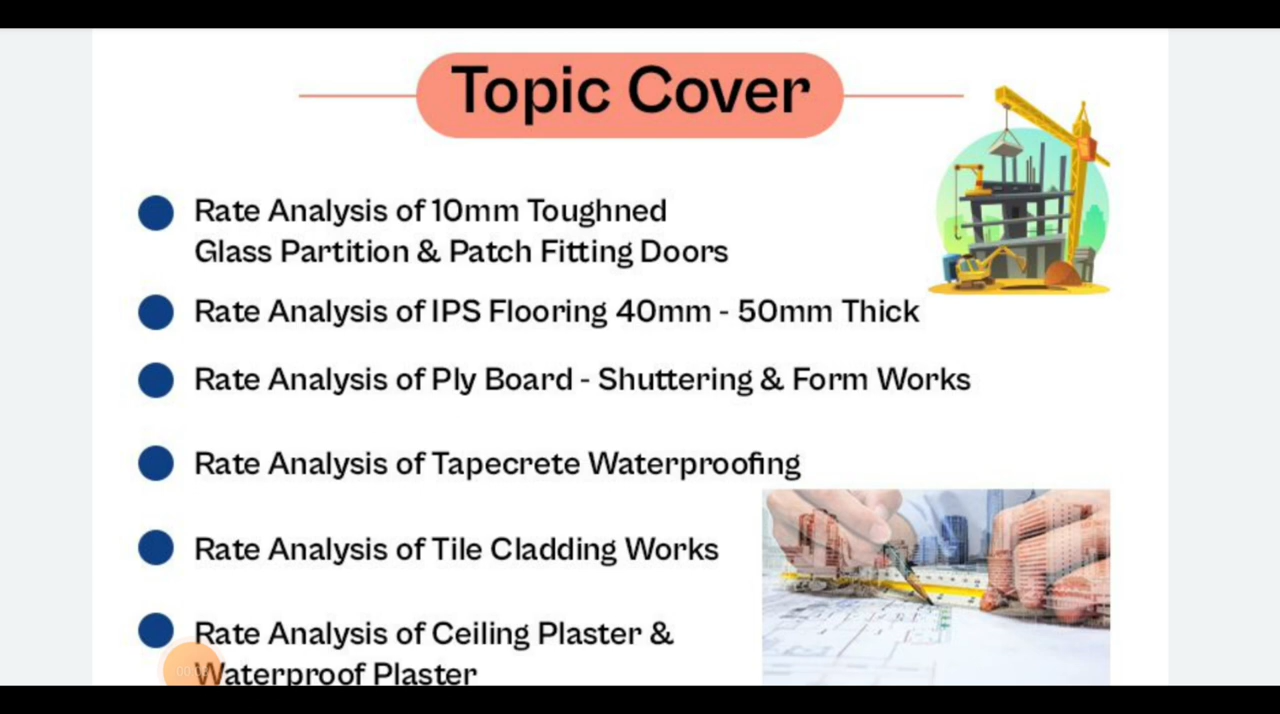 Topic Cover
Rate Analysis of 10mm Toughned
Glass Partition & Patch Fitting Doors
Rate Analysis of IPS Flooring 40mm - 50mm Thick
Rate Analysis of Ply Board - Shuttering & Form Works
Rate Analysis of Tapecrete Waterproofing
Rate Analysis of Tile Cladding Works
Rate Analysis of Ceiling Plaster &
Waterproof Plaster